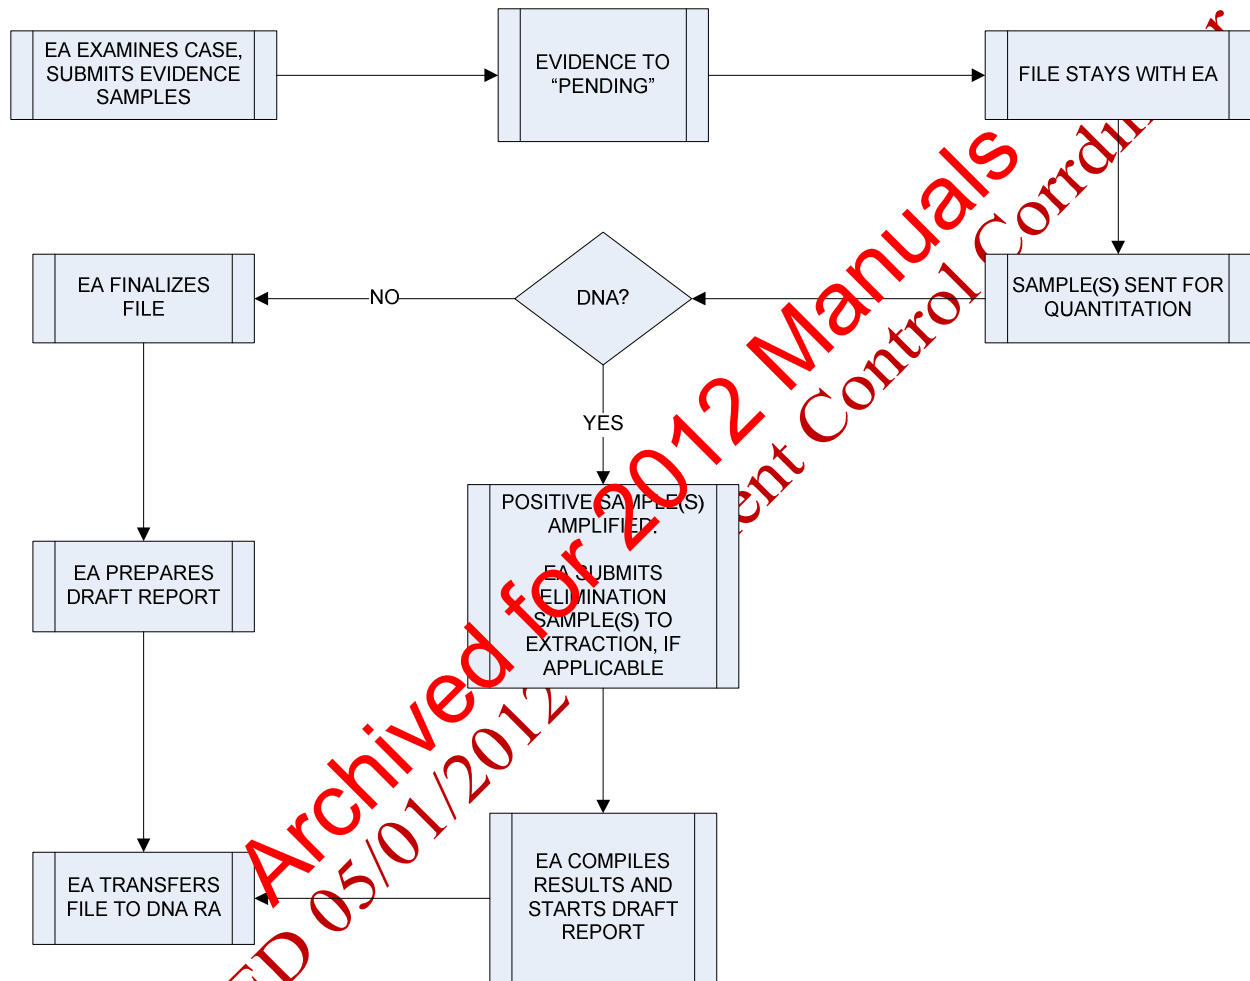 EA EXAMINES CASE,
SUBMITS EVIDENCE
SAMPLES
EVIDENCE TO
“PENDING”
FILE STAYS WITH EA
EA FINALIZES
FILE
NO
DNA?
SAMPLE(S) SENT FOR
QUANTITATION
YES
POSITIVE SAMPLE(S)
AMPLIFIED.
EA SUBMITS
ELIMINATION
SAMPLE(S) TO
EXTRACTION, IF
APPLICABLE
EA PREPARES
DRAFT REPORT
EA TRANSFERS
FILE TO DNA RA
EA COMPILES
RESULTS AND
STARTS DRAFT
REPORT
Archived for 2012 Manuals
05/01/2012 Control